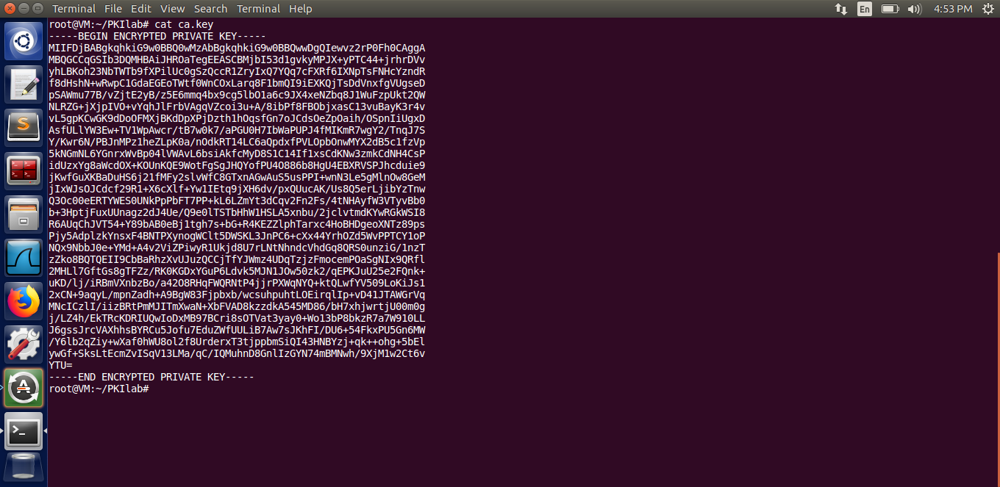 Terminal File Edit View Search Terminal Help En 4:53 PM
root@VM:~/PKIlab# cat ca.key
-----BEGIN ENCRYPTED PRIVATE KEY-----
MIIFDjBABgkqhkiG9w0BBQ0wMzAbBgkqhkiG9w0BBQwwDgQIewvz2rP0Fh0CAggA
MBQGCCqGSIb3DQMHBAiJHROaTegEEASCBMjbI53d1gvkyMPJX+yPTC44+jrhrDVv
yhLBKoh23NbTWTb9fXPilUc0gSzQccR1ZryIxQ7YQq7cFXRf6IXNpTsFNHcYzndR
f8dHshN+wRwpC1GdaEGEoTWtf0WnCOxLarq8F1bmQI9iEXKQjTsDdVnxfgVUgseD
pSAWmu77B/vZjtE2yB/z5E6mmq4bx9cg5lbO1a6c9JX4xeNZbq8J1WuFzpUkt2QW
NLRZG+jXjpIVO+vYqhJlFrbVAgqVZcoi3u+A/8ibPf8FBObjxasC13vuBayK3r4v
vL5gpKCwGK9dDoOFMXjBKdDpXPjDzth1hOqsfGn7oJCdsOeZpOaih/OSpnIiUgxD
AsfULlYW3Ew+TV1WpAwcr/tB7w0k7/aPGU0H7IbWaPUPJ4fMIKmR7wgY2/TnqJ7S
Y/Kwr6N/PBJnMPz1heZLpK0a/nOdkRT14LC6aQpdxfPVLOpbOnwMYX2dB5c1fzVp
5kNGmNL6YGnrxWvBp04lVWAvL6bsiAkfcMyD8S1C14If1xsCdKNw3zmkCdNH4CsP
idUzxYg8aWcdOX+KOUnKQE9WotFgSgJHQYofPU4O886b8HgU4EBXRVSPJhcduie9
jKwfGuXKBaDuHS6j21fMFy2slvWfC8GTxnAGwAuS5usPPI+wnN3Le5gMlnOw8GeM
jIxWJsOJCdcf29R1+X6cXlf+Yw1IEtq9jXH6dv/pxQUucAK/Us8Q5erLjibYzTnw
Q3Oc00eERTYWES0UNkPpPbFT7PP+kL6LZmYt3dCqv2Fn2Fs/4tNHAyfW3VTyvBb0
b+3HptjFuxUUnagz2dJ4Ue/Q9e0lTSTbHhW1HSLA5xnbu/2jclvtmdKYwRGkWSI8
R6AUqChJVT54+Y89bAB0eBj1tgh7s+bG+R4KEZZlphTarxc4HoBHDgeoXNTz89ps
Pjy5AdplzkYnsxF4BNTPXynogWClt5DWSKL3JnPC6+cXx44YrhOZd5WvPPTCY1oP
NQx9NbbJ0e+YMd+A4v2ViZPiwyR1Ukjd8U7rLNtNhndcVhdGq8QRS0unziG/1nzT
zZko8BQTQEII9CbBaRhzXvUJuzQCCjTfYJWmz4UDqTzjzFmocemPOaSgNIx9QRfl
2MHLl7GftGs8gTFZz/RK0KGDxYGuP6Ldvk5MJN1JOw50zk2/qEPKJuU25e2FQnk+
uKD/lj/iRBmVXnbzBo/a42O8RHqFWQRNtP4jjrPXWqNYQ+ktQLwfYV509LoKiJs1
2xCN+9aqyL/mpnZadh+A9BgW83Fjpbxb/wcsuhpuhtLOEirqlIp+vD41JTAWGrVq
MNcICzlI/iizBRtPmMJITmXwaN+XbFVAD8kzzdkA545MD86/bH7xhjwrtjU00m0g
j/LZ4h/EkTRcKDRIUQwIoDxMB97BCri8sOTVat3yay0+Wo13bP8bkzR7a7W910LL
J6gssJrcVAXhhsBYRCu5Jofu7EduZWfUULiB7Aw7sJKhFI/DU6+54FkxPU5Gn6MW
/Y6lb2qZiy+wXaf0hWU8ol2f8UrderxT3tjppbmSiQI43HNBYzj+qk++ohg+5bEl
ywGf+SksLtEcmZvISqV13LMa/qC/IQMuhnD8GnlIzGYN74mBMNwh/9XjM1w2Ct6v
YTU=
-----END ENCRYPTED PRIVATE KEY-----
root@VM:~/PKIlab#